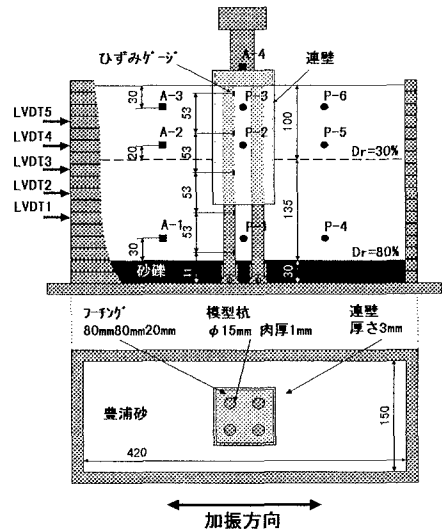 A-4
ひずみゲージ
連壁
30
A-3
P-3
P-6
LVDT5
53
100
LVDT4
A-2
P-2
P-5
20
53
Dr=30%
LVDT3
53
LVDT2
135
LVDT1
53
A-1
P-1
P-4
30
Dr=80%
砂礫
11
30
フーチング
80mm80mm20mm
模型杭
φ15mm 肉厚1mm
連壁
厚さ3mm
豊浦砂
150
420
加振方向